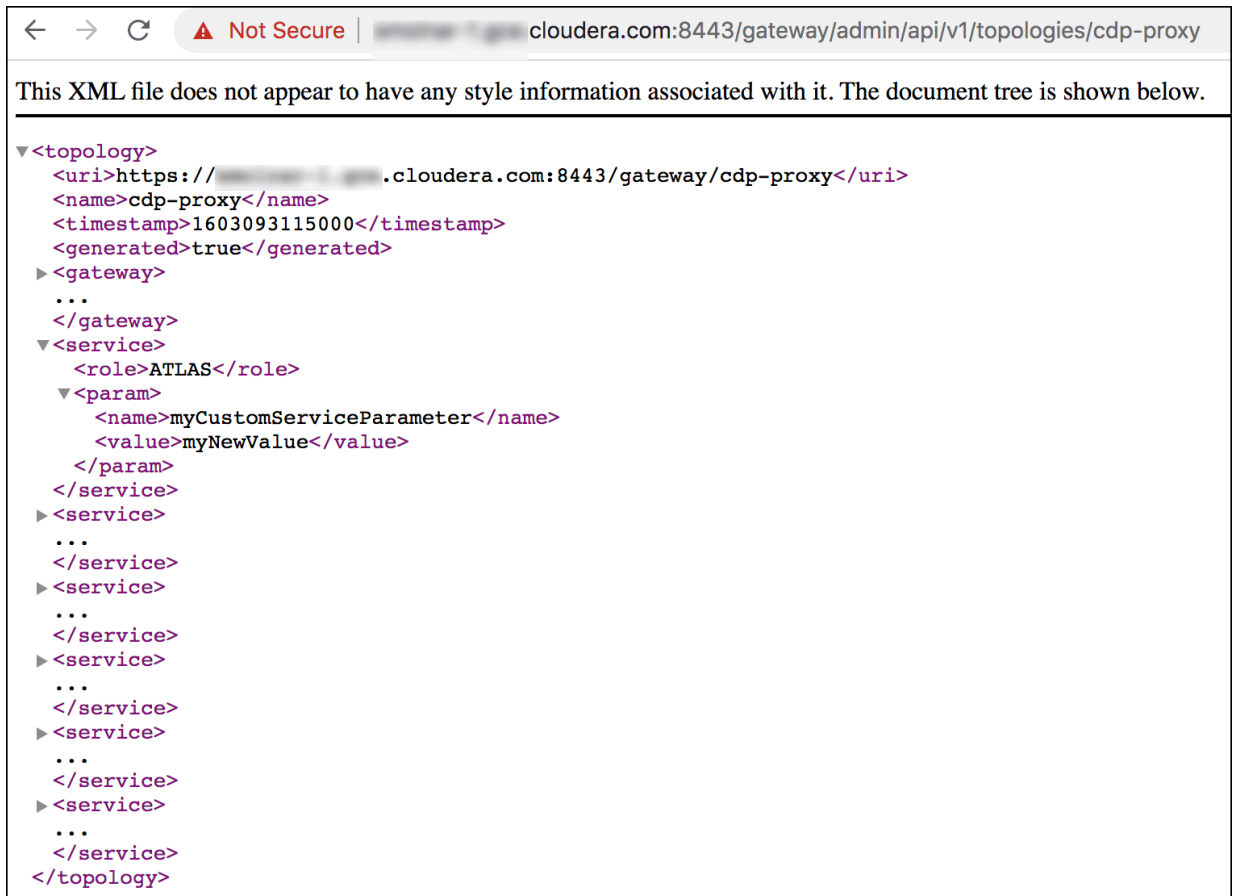 Not Secure | cloudera.com:8443/gateway/admin/api/v1/topologies/cdp-proxy
This XML file does not appear to have any style information associated with it. The document tree is shown below.
<topology>
<uri>https:// .cloudera.com:8443/gateway/cdp-proxy</uri>
<name>cdp-proxy</name>
<timestamp>1603093115000</timestamp>
<generated>true</generated>
<gateway>
...
</gateway>
<service>
<role>ATLAS</role>
<param>
<name>myCustomServiceParameter</name>
<value>myNewValue</value>
</param>
</service>
<service>
...
</service>
<service>
...
</service>
<service>
...
</service>
<service>
...
</service>
<service>
...
</service>
</topology>